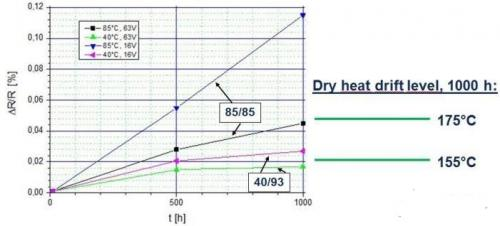 0,12
0,10
0,08
0,06
0,04
0,02
0,00
ΔR/R [%]
85°C, 63V
40°C, 63V
85°C, 16V
40°C, 16V
85/85
40/93
0
500
1000
t [h]
Dry heat drift level, 1000 h:
175°C
155°C